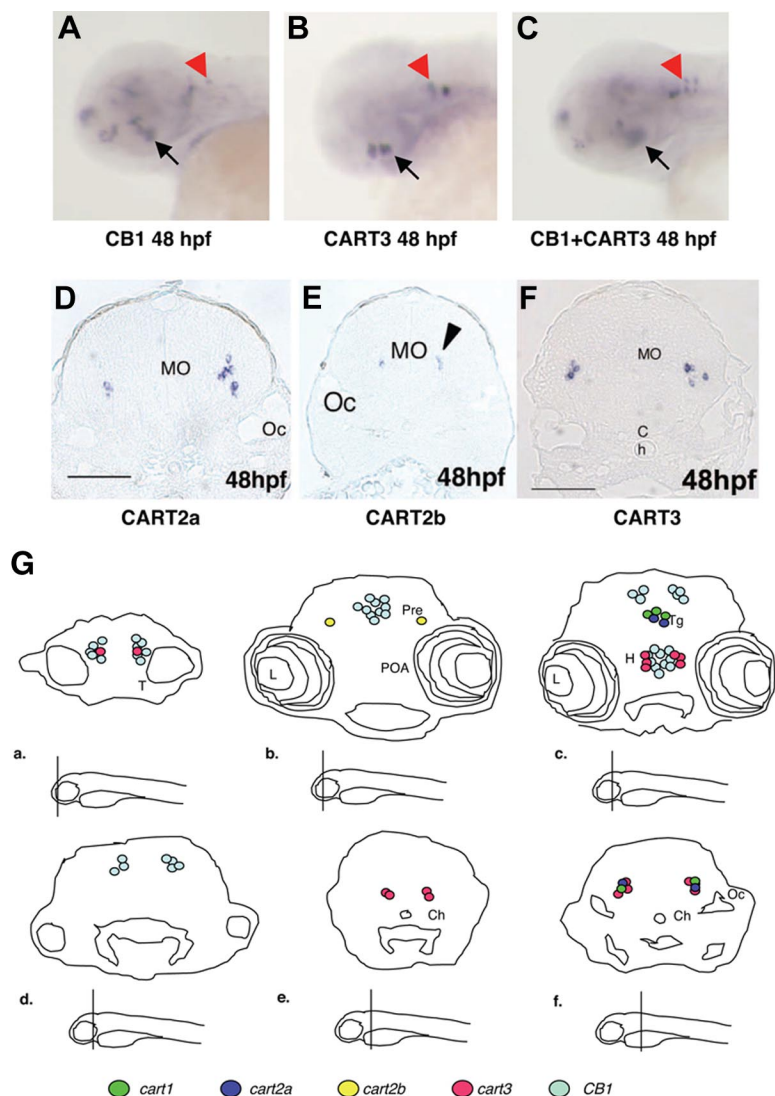 A B C
CB1 48 hpf CART3 48 hpf CB1+CART3 48 hpf
D E F
MO MO MO
Oc Oc C
h
48hpf 48hpf 48hpf
CART2a CART2b CART3
G
T
Pre
POA
L
Tg
H
L
a. b. c.
Ch
Oc
Ch
d. e. f.
cart1 cart2a cart2b cart3 CB1